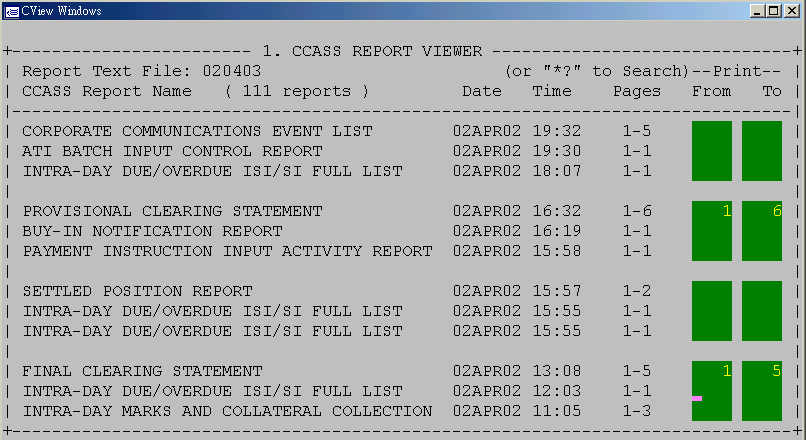 CView Windows
1. CCASS REPORT VIEWER
Report Text File: 020403 (or "*?" to Search)--Print--
CCASS Report Name ( 111 reports ) Date Time Pages From To
CORPORATE COMMUNICATIONS EVENT LIST 02APR02 19:32 1-5
ATI BATCH INPUT CONTROL REPORT 02APR02 19:30 1-1
INTRA-DAY DUE/OVERDUE ISI/SI FULL LIST 02APR02 18:07 1-1
PROVISIONAL CLEARING STATEMENT 02APR02 16:32 1-6 1 6
BUY-IN NOTIFICATION REPORT 02APR02 16:19 1-1
PAYMENT INSTRUCTION INPUT ACTIVITY REPORT 02APR02 15:58 1-1
SETTLED POSITION REPORT 02APR02 15:57 1-2
INTRA-DAY DUE/OVERDUE ISI/SI FULL LIST 02APR02 15:55 1-1
INTRA-DAY DUE/OVERDUE ISI/SI FULL LIST 02APR02 15:55 1-1
FINAL CLEARING STATEMENT 02APR02 13:08 1-5 1 5
INTRA-DAY DUE/OVERDUE ISI/SI FULL LIST 02APR02 12:03 1-1
INTRA-DAY MARKS AND COLLATERAL COLLECTION 02APR02 11:05 1-3